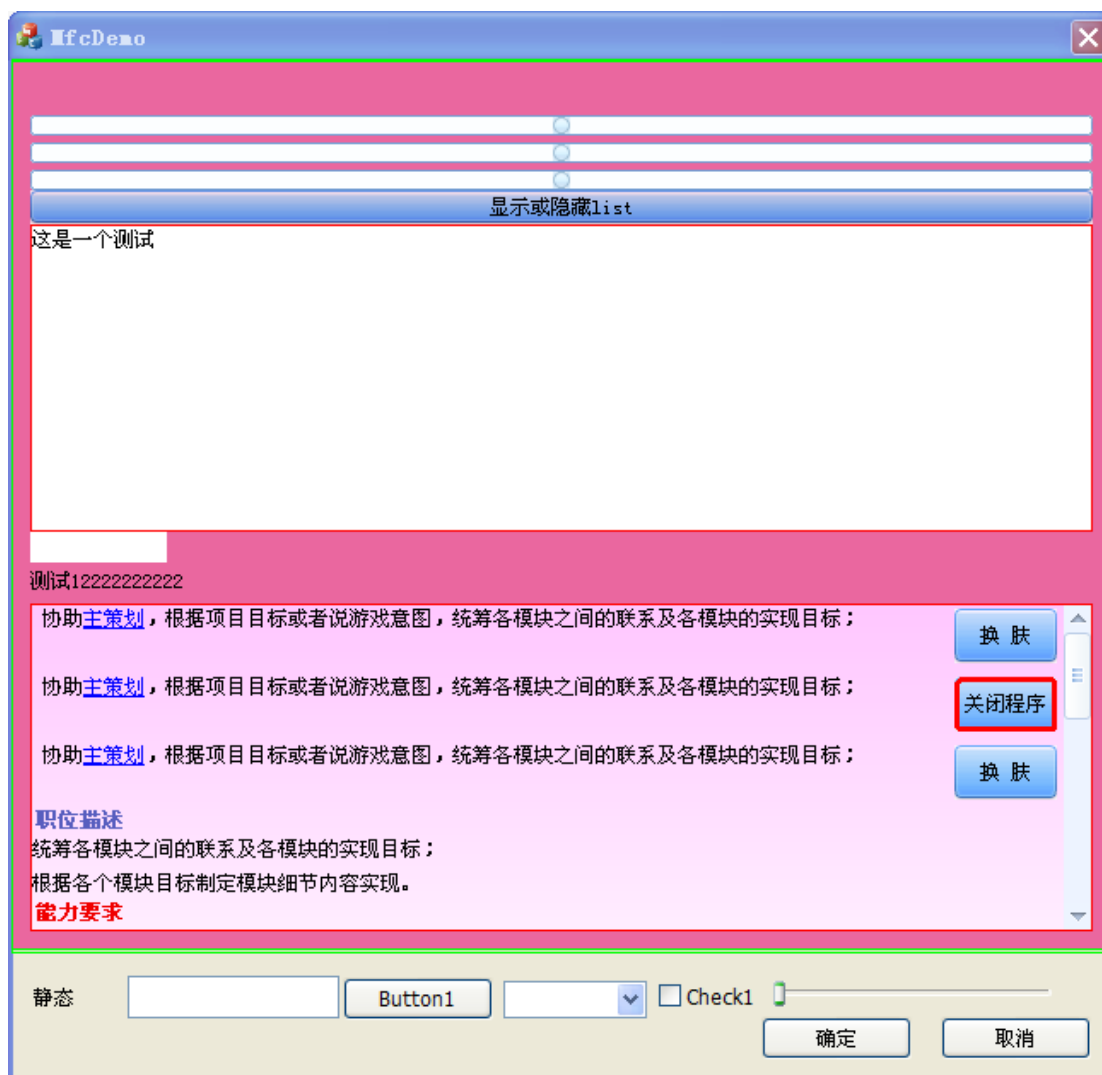 MfcDemo
显示或隐藏list
这是一个测试
测试12222222222
协助主策划，根据项目目标或者说游戏意图，统筹各模块之间的联系及各模块的实现目标；
换 肤
协助主策划，根据项目目标或者说游戏意图，统筹各模块之间的联系及各模块的实现目标；
关闭程序
协助主策划，根据项目目标或者说游戏意图，统筹各模块之间的联系及各模块的实现目标；
换 肤
职位描述
统筹各模块之间的联系及各模块的实现目标；
根据各个模块目标制定模块细节内容实现。
能力要求
静态 Button1 Check1
确定 取消